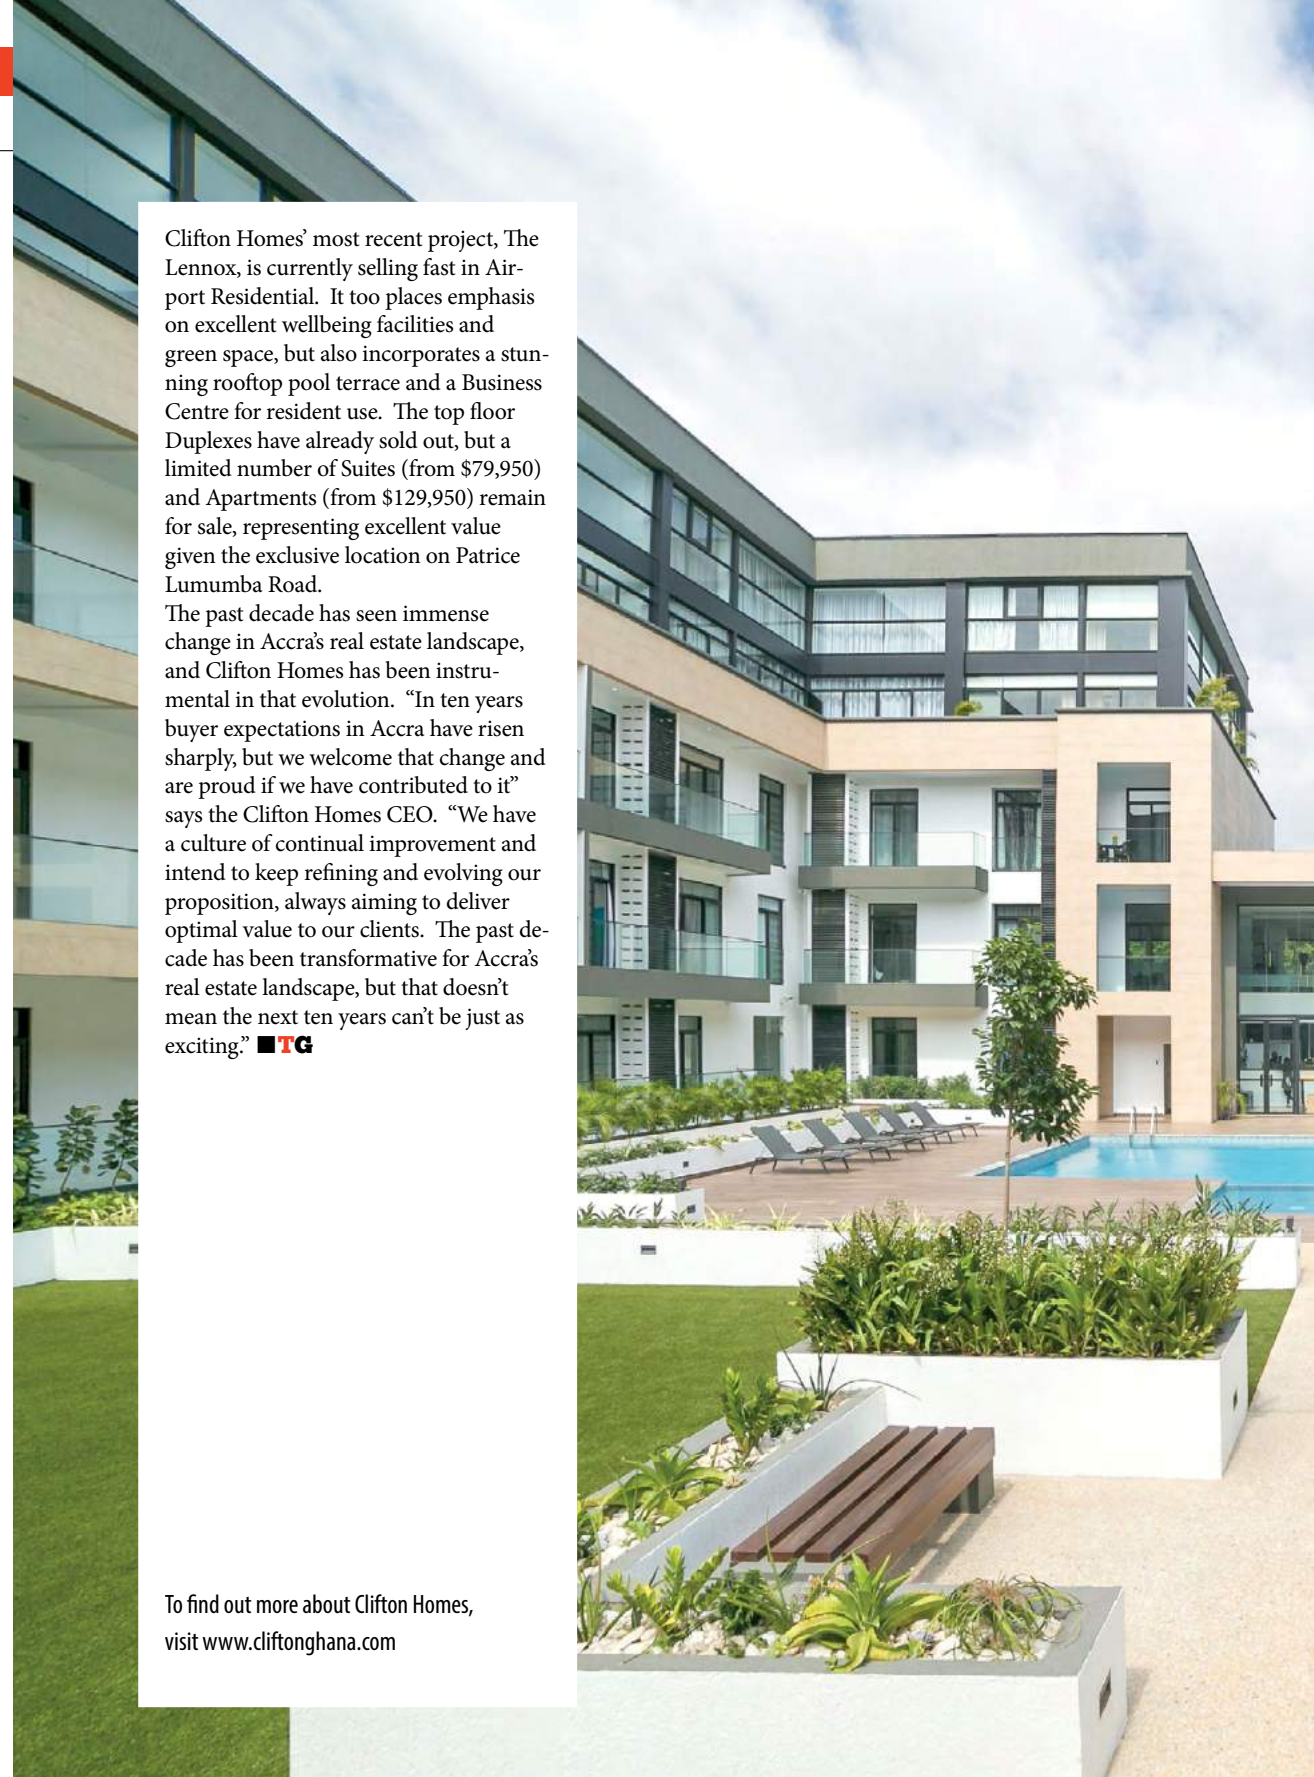 Clifton Homes’ most recent project, The
Lennox, is currently selling fast in Air-
port Residential.  It too places emphasis
on excellent wellbeing facilities and
green space, but also incorporates a stun-
ning rooftop pool terrace and a Business
Centre for resident use.  The top floor
Duplexes have already sold out, but a
limited number of Suites (from $79,950)
and Apartments (from $129,950) remain
for sale, representing excellent value
given the exclusive location on Patrice
Lumumba Road.
The past decade has seen immense
change in Accra’s real estate landscape,
and Clifton Homes has been instru-
mental in that evolution.  “In ten years
buyer expectations in Accra have risen
sharply, but we welcome that change and
are proud if we have contributed to it”
says the Clifton Homes CEO.  “We have
a culture of continual improvement and
intend to keep refining and evolving our
proposition, always aiming to deliver
optimal value to our clients.  The past de-
cade has been transformative for Accra’s
real estate landscape, but that doesn’t
mean the next ten years can’t be just as
exciting.” ■TG
To find out more about Clifton Homes,
visit www.cliftonghana.com